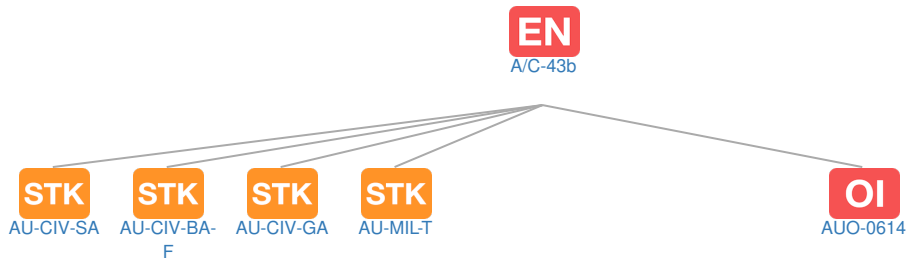 EN
A/C-43b
STK
STK
STK
STK
OI
AU-CIV-SA
AU-CIV-BA-
F
AU-CIV-GA
AU-MIL-T
AUO-0614